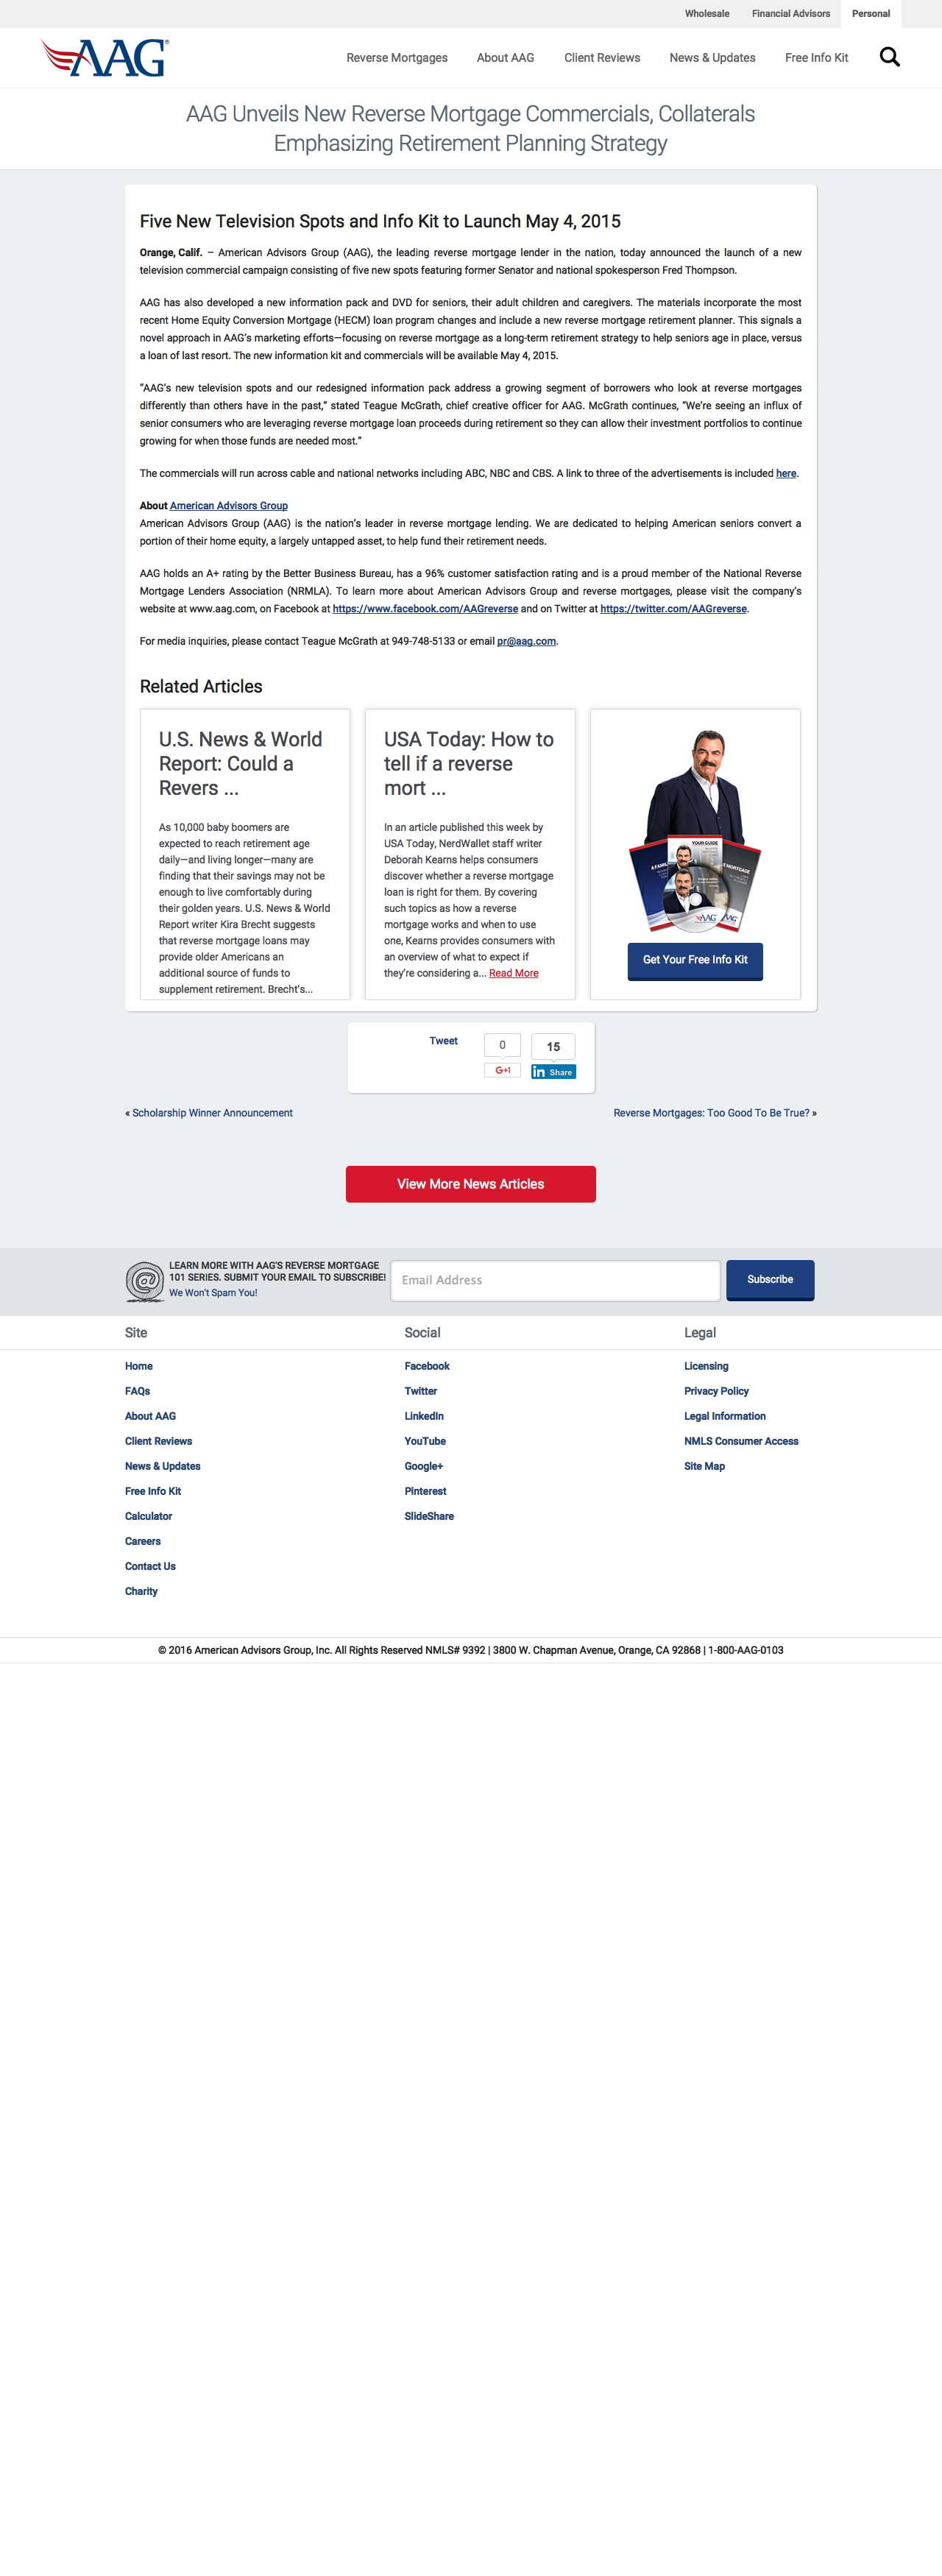 Wholesale Financial Advisors Personal
AAG®
Reverse Mortgages About AAG Client Reviews News & Updates Free Info Kit
AAG Unveils New Reverse Mortgage Commercials, Collaterals
Emphasizing Retirement Planning Strategy
Five New Television Spots and Info Kit to Launch May 4, 2015
Orange, Calif. – American Advisors Group (AAG), the leading reverse mortgage lender in the nation, today announced the launch of a new
television commercial campaign consisting of five new spots featuring former Senator and national spokesperson Fred Thompson.
AAG has also developed a new information pack and DVD for seniors, their adult children and caregivers. The materials incorporate the most
recent Home Equity Conversion Mortgage (HECM) loan program changes and include a new reverse mortgage retirement planner. This signals a
novel approach in AAG's marketing efforts—focusing on reverse mortgage as a long-term retirement strategy to help seniors age in place, versus
a loan of last resort. The new information kit and commercials will be available May 4, 2015.
"AAG's new television spots and our redesigned information pack address a growing segment of borrowers who look at reverse mortgages
differently than others have in the past," stated Teague McGrath, chief creative officer for AAG. McGrath continues, "We're seeing an influx of
senior consumers who are leveraging reverse mortgage loan proceeds during retirement so they can allow their investment portfolios to continue
growing for when those funds are needed most."
The commercials will run across cable and national networks including ABC, NBC and CBS. A link to three of the advertisements is included here.
About American Advisors Group
American Advisors Group (AAG) is the nation's leader in reverse mortgage lending. We are dedicated to helping American seniors convert a
portion of their home equity, a largely untapped asset, to help fund their retirement needs.
AAG holds an A+ rating by the Better Business Bureau, has a 96% customer satisfaction rating and is a proud member of the National Reverse
Mortgage Lenders Association (NRMLA). To learn more about American Advisors Group and reverse mortgages, please visit the company's
website at www.aag.com, on Facebook at https://www.facebook.com/AAGreverse and on Twitter at https://twitter.com/AAGreverse.
For media inquiries, please contact Teague McGrath at 949-748-5133 or email pr@aag.com.
Related Articles
U.S. News & World
Report: Could a
Revers ...
As 10,000 baby boomers are
expected to reach retirement age
daily—and living longer—many are
finding that their savings may not be
enough to live comfortably during
their golden years. U.S. News & World
Report writer Kira Brecht suggests
that reverse mortgage loans may
provide older Americans an
additional source of funds to
supplement retirement. Brecht's...
USA Today: How to
tell if a reverse
mort ...
In an article published this week by
USA Today, NerdWallet staff writer
Deborah Kearns helps consumers
discover whether a reverse mortgage
loan is right for them. By covering
such topics as how a reverse
mortgage works and when to use
one, Kearns provides consumers with
an overview of what to expect if
they're considering a... Read More
YOUR GUIDE
AAG
AAG
Get Your Free Info Kit
Tweet
0
G+1
15
in Share
« Scholarship Winner Announcement
Reverse Mortgages: Too Good To Be True? »
View More News Articles
@
LEARN MORE WITH AAG'S REVERSE MORTGAGE
101 SERIES. SUBMIT YOUR EMAIL TO SUBSCRIBE!
We Won't Spam You!
Email Address
Subscribe
Site
Home
FAQs
About AAG
Client Reviews
News & Updates
Free Info Kit
Calculator
Careers
Contact Us
Charity
Social
Facebook
Twitter
LinkedIn
YouTube
Google+
Pinterest
SlideShare
Legal
Licensing
Privacy Policy
Legal Information
NMLS Consumer Access
Site Map
© 2016 American Advisors Group, Inc. All Rights Reserved NMLS# 9392 | 3800 W. Chapman Avenue, Orange, CA 92868 | 1-800-AAG-0103